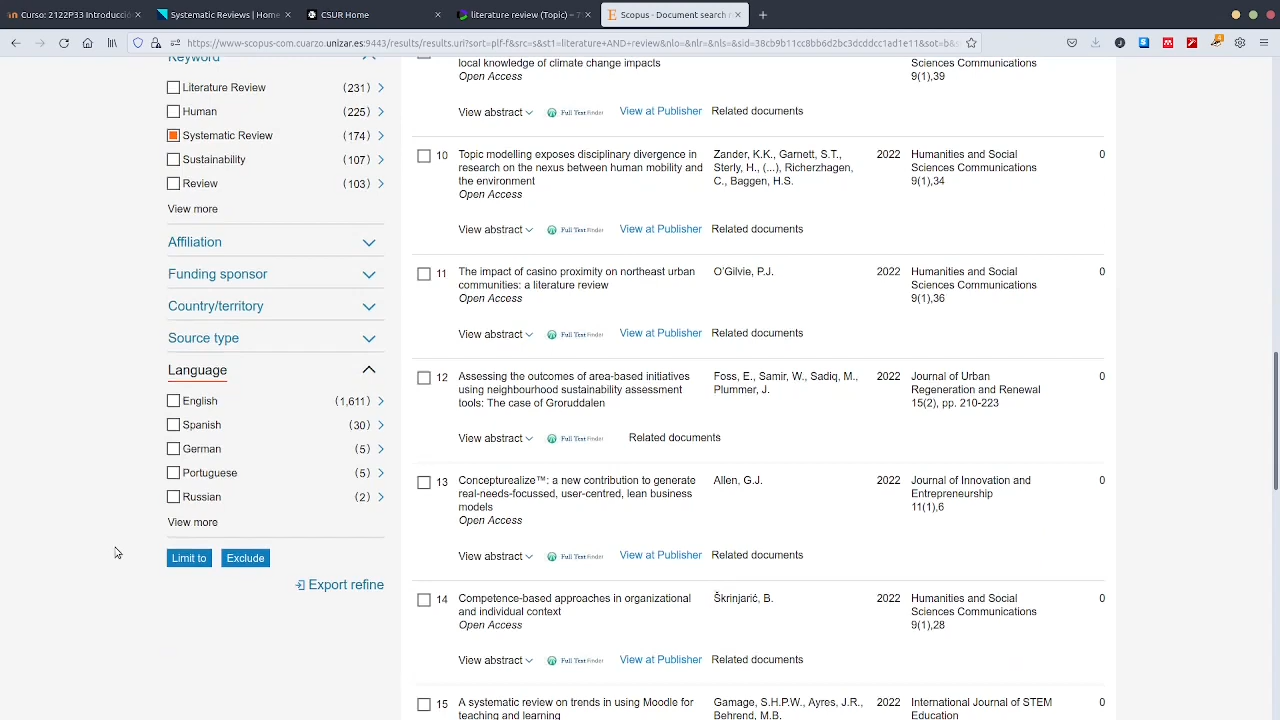 Curso: 2122P33 Introducció
Systematic Reviews | Home
CSUR
literature review (Topic) – 7
Scopus - Document search r
https://www-scopus-com.cuarzo.unizar.es:9443/results/results.uri?sort=plf-f&src=s&st1=literature+AND+review&nlo=&nlr=&nls=&sid=38cb9b11cc8bb6d2bc3dcddcc1ad1e11&sot=b&s
Keyword
Literature Review (231)
Human (225)
Systematic Review (174)
Sustainability (107)
Review (103)
View more
Affiliation
Funding sponsor
Country/territory
Source type
Language
English (1,611)
Spanish (30)
German (5)
Portuguese (5)
Russian (2)
View more
Limit to Exclude
Export refine
local knowledge of climate change impacts
Open Access
Sciences Communications
9(1),39
View abstract Full Text Finder View at Publisher Related documents
10 Topic modelling exposes disciplinary divergence in
research on the nexus between human mobility and
the environment
Open Access
Zander, K.K., Garnett, S.T.,
Sterly, H., (...), Richerzhagen,
C., Baggen, H.S.
2022
Humanities and Social
Sciences Communications
9(1),34
0
View abstract Full Text Finder View at Publisher Related documents
11 The impact of casino proximity on northeast urban
communities: a literature review
Open Access
O'Gilvie, P.J.
2022
Humanities and Social
Sciences Communications
9(1),36
0
View abstract Full Text Finder View at Publisher Related documents
12 Assessing the outcomes of area-based initiatives
using neighbourhood sustainability assessment
tools: The case of Groruddalen
Foss, E., Samir, W., Sadiq, M.,
Plummer, J.
2022
Journal of Urban
Regeneration and Renewal
15(2), pp. 210-223
0
View abstract Full Text Finder Related documents
13 Concepturealize™: a new contribution to generate
real-needs-focussed, user-centred, lean business
models
Open Access
Allen, G.J.
2022
Journal of Innovation and
Entrepreneurship
11(1),6
0
View abstract Full Text Finder View at Publisher Related documents
14 Competence-based approaches in organizational
and individual context
Open Access
Škrinjarić, B.
2022
Humanities and Social
Sciences Communications
9(1),28
0
View abstract Full Text Finder View at Publisher Related documents
15 A systematic review on trends in using Moodle for
teaching and learning
Gamage, S.H.P.W., Ayres, J.R.,
Behrend, M.B.
2022
International Journal of STEM
Education
0